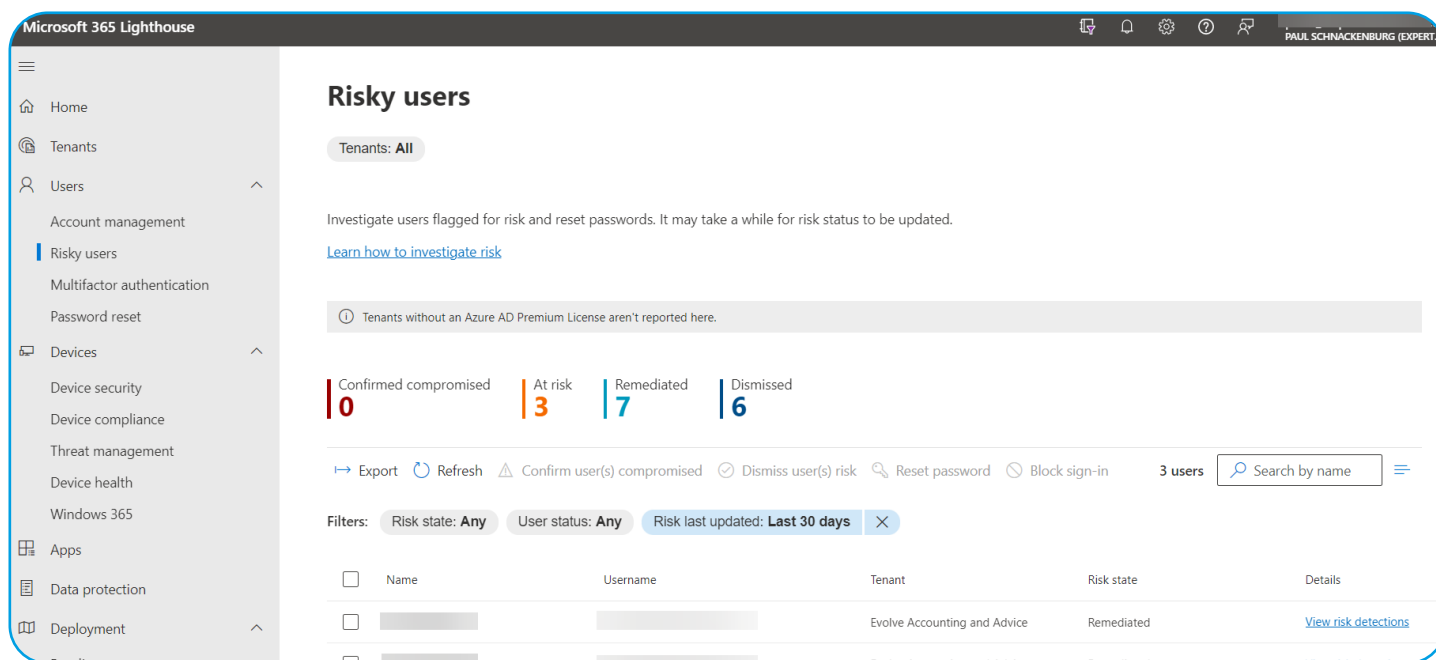 Microsoft 365 Lighthouse
PAUL SCHNACKENBURG (EXPERT.
Home
Tenants
Users
Account management
Risky users
Multifactor authentication
Password reset
Devices
Device security
Device compliance
Threat management
Device health
Windows 365
Apps
Data protection
Deployment
Risky users
Tenants: All
Investigate users flagged for risk and reset passwords. It may take a while for risk status to be updated.
Learn how to investigate risk
Tenants without an Azure AD Premium License aren't reported here.
Confirmed compromised At risk Remediated Dismissed
0 3 7 6
Export Refresh Confirm user(s) compromised Dismiss user(s) risk Reset password Block sign-in 3 users Search by name
Filters: Risk state: Any User status: Any Risk last updated: Last 30 days
Name Username Tenant Risk state Details
Evolve Accounting and Advice Remediated View risk detections